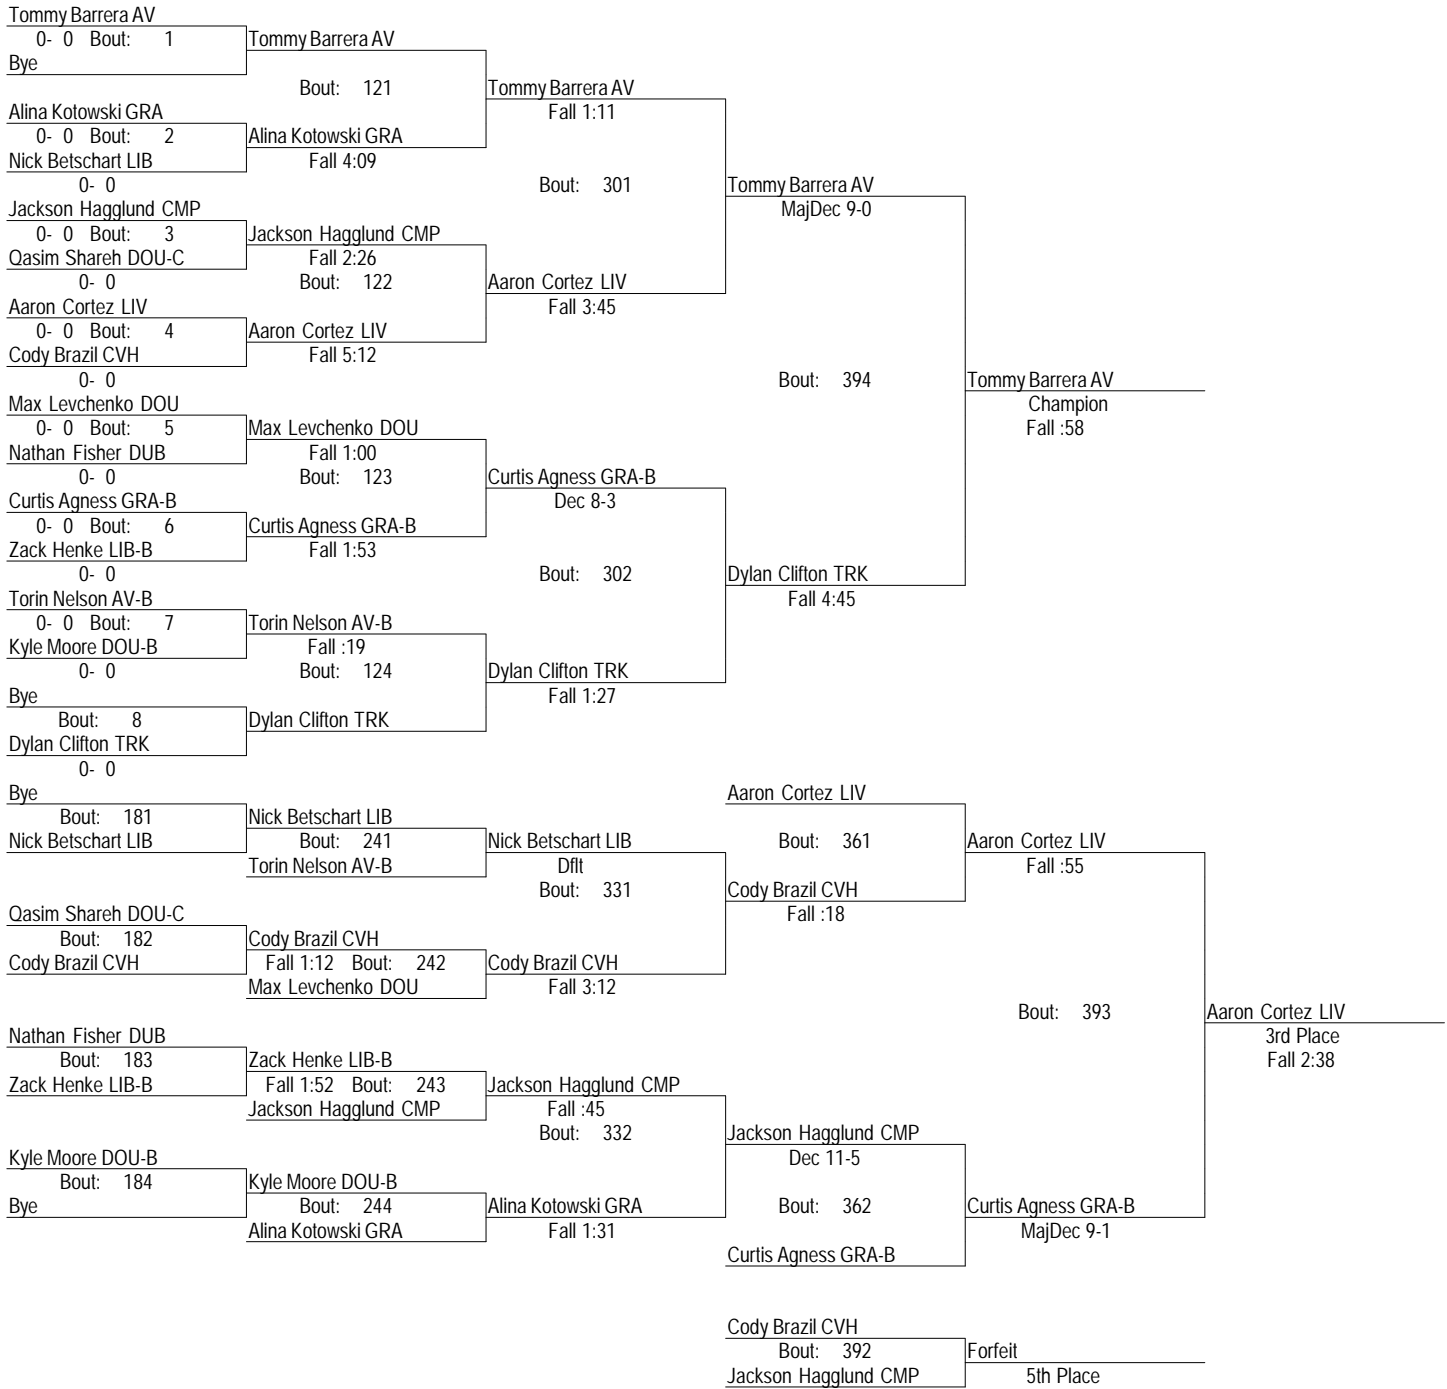 Tommy Barrera AV
0- 0 Bout: 1
Bye
Tommy Barrera AV
Bout: 121
Alina Kotowski GRA
0- 0 Bout: 2
Nick Betschart LIB
0- 0
Alina Kotowski GRA
Fall 4:09
Tommy Barrera AV
Fall 1:11
Bout: 301
Jackson Hagglund CMP
0- 0 Bout: 3
Qasim Shareh DOU-C
0- 0
Jackson Hagglund CMP
Fall 2:26
Bout: 122
Aaron Cortez LIV
0- 0 Bout: 4
Cody Brazil CVH
0- 0
Aaron Cortez LIV
Fall 5:12
Aaron Cortez LIV
Fall 3:45
Tommy Barrera AV
MajDec 9-0
Bout: 394
Max Levchenko DOU
0- 0 Bout: 5
Nathan Fisher DUB
0- 0
Max Levchenko DOU
Fall 1:00
Bout: 123
Curtis Agness GRA-B
0- 0 Bout: 6
Zack Henke LIB-B
0- 0
Curtis Agness GRA-B
Fall 1:53
Curtis Agness GRA-B
Dec 8-3
Bout: 302
Torin Nelson AV-B
0- 0 Bout: 7
Kyle Moore DOU-B
0- 0
Torin Nelson AV-B
Fall :19
Bout: 124
Bye
Bout: 8
Dylan Clifton TRK
0- 0
Dylan Clifton TRK
Dylan Clifton TRK
Fall 1:27
Dylan Clifton TRK
Fall 4:45
Tommy Barrera AV
Champion
Fall :58
Bye
Bout: 181
Nick Betschart LIB
Nick Betschart LIB
Bout: 241
Torin Nelson AV-B
Nick Betschart LIB
Dflt
Bout: 331
Qasim Shareh DOU-C
Bout: 182
Cody Brazil CVH
Cody Brazil CVH
Fall 1:12 Bout: 242
Max Levchenko DOU
Cody Brazil CVH
Fall 3:12
Aaron Cortez LIV
Bout: 361
Cody Brazil CVH
Fall :18
Aaron Cortez LIV
Fall :55
Bout: 393
Nathan Fisher DUB
Bout: 183
Zack Henke LIB-B
Zack Henke LIB-B
Fall 1:52 Bout: 243
Jackson Hagglund CMP
Jackson Hagglund CMP
Fall :45
Bout: 332
Kyle Moore DOU-B
Bout: 184
Bye
Kyle Moore DOU-B
Bout: 244
Alina Kotowski GRA
Alina Kotowski GRA
Fall 1:31
Jackson Hagglund CMP
Dec 11-5
Bout: 362
Curtis Agness GRA-B
Curtis Agness GRA-B
MajDec 9-1
Aaron Cortez LIV
3rd Place
Fall 2:38
Cody Brazil CVH
Bout: 392
Jackson Hagglund CMP
Forfeit
5th Place